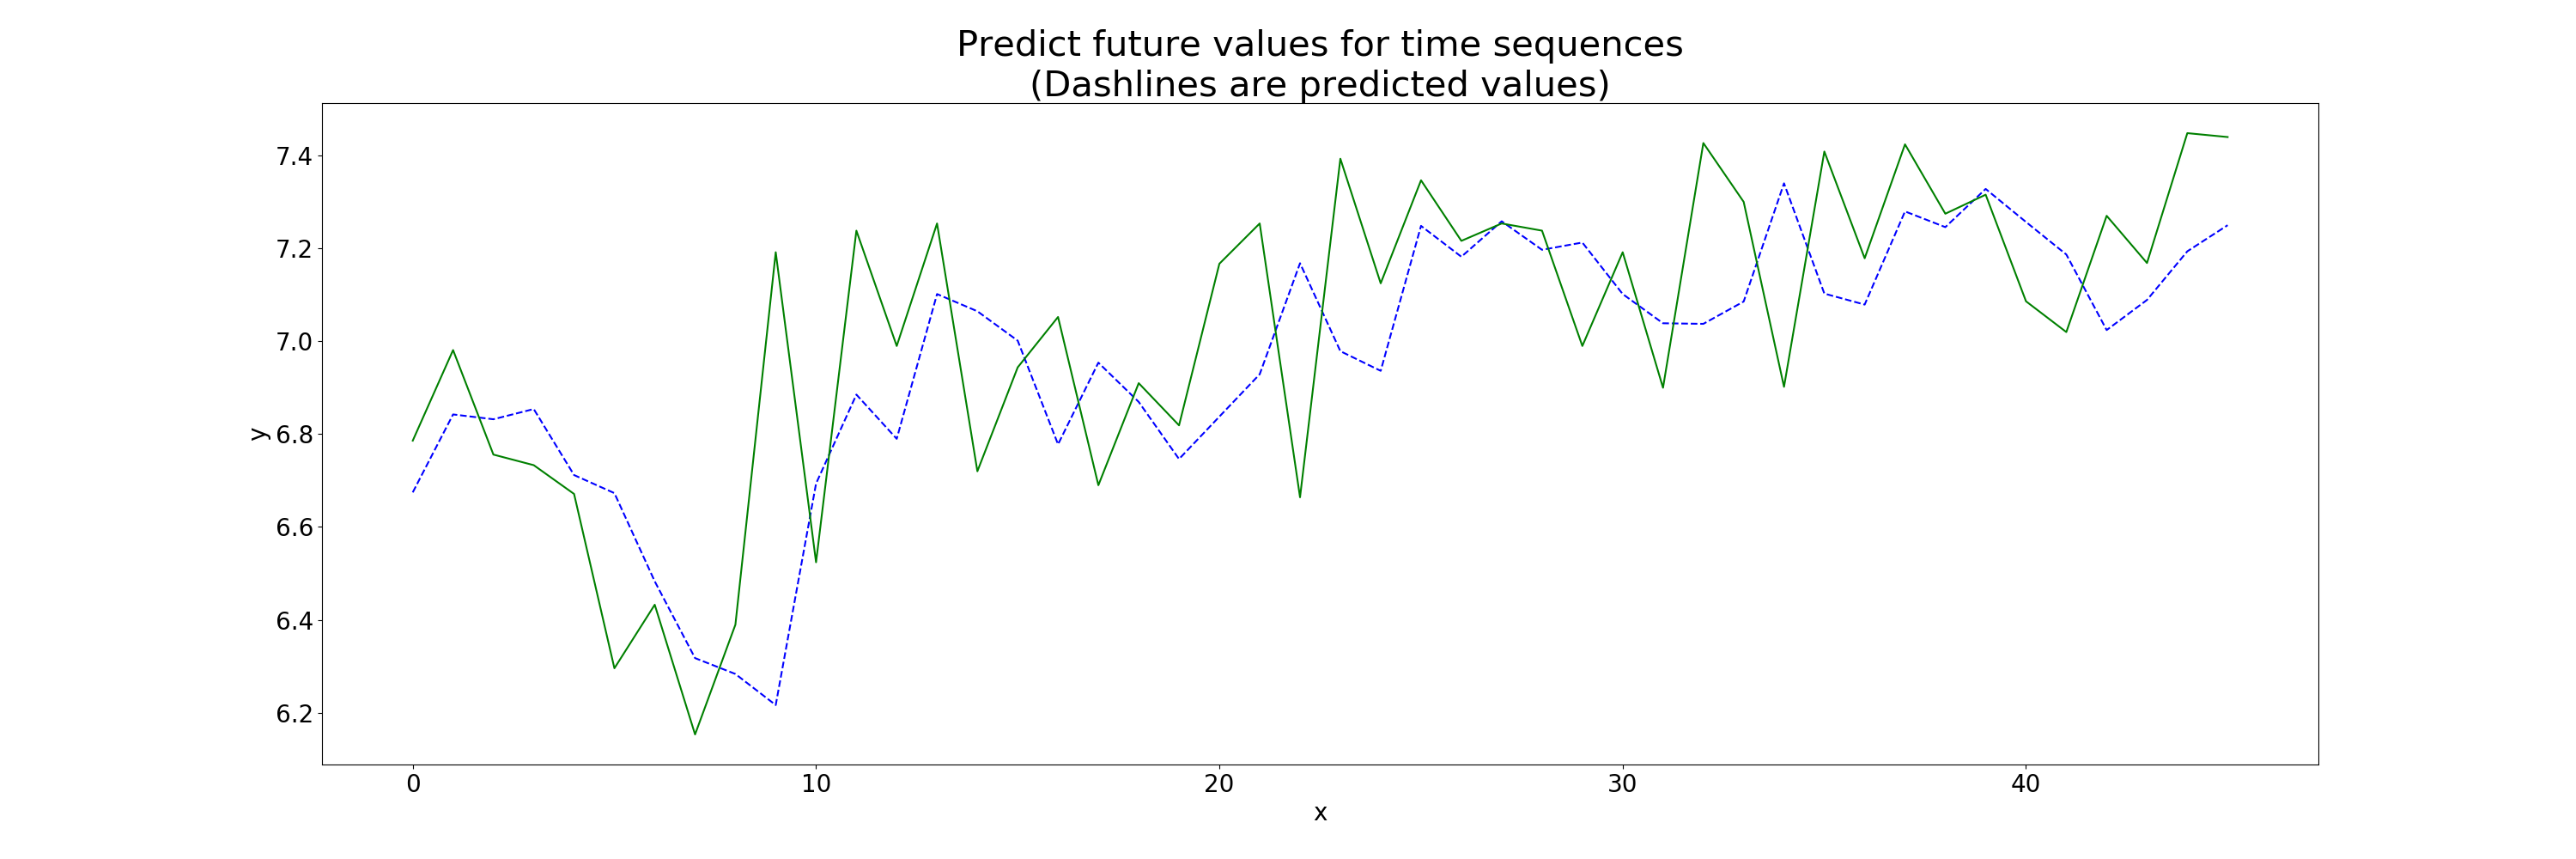 Predict future values for time sequences
(Dashlines are predicted values)
7.4
7.2
7.0
6.8
6.6
6.4
6.2
y
0 10 20 30 40
x